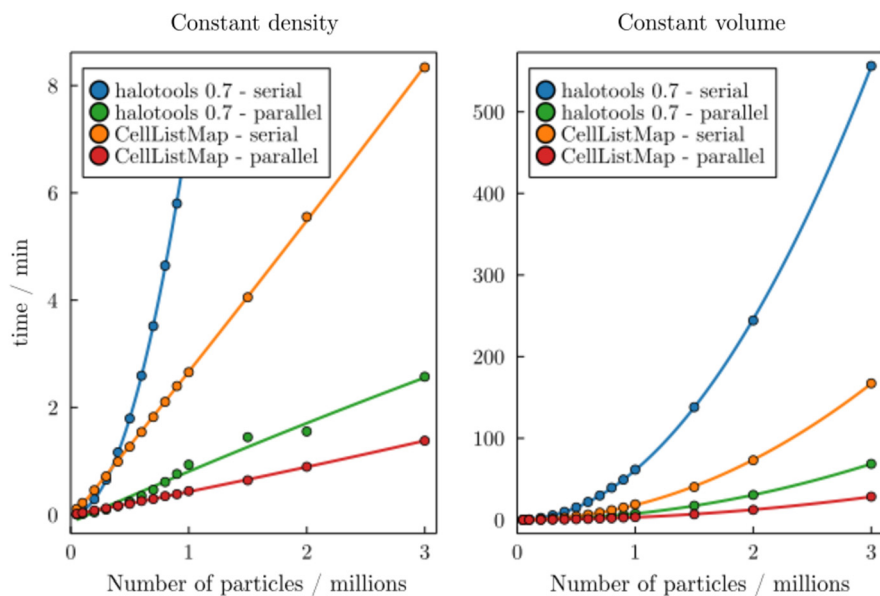 Constant density
halotools 0.7 - serial
halotools 0.7 - parallel
CellListMap - serial
CellListMap - parallel
8
6
4
2
0
time / min
0
1
2
3
Number of particles / millions
Constant volume
halotools 0.7 - serial
halotools 0.7 - parallel
CellListMap - serial
CellListMap - parallel
500
400
300
200
100
0
0
1
2
3
Number of particles / millions